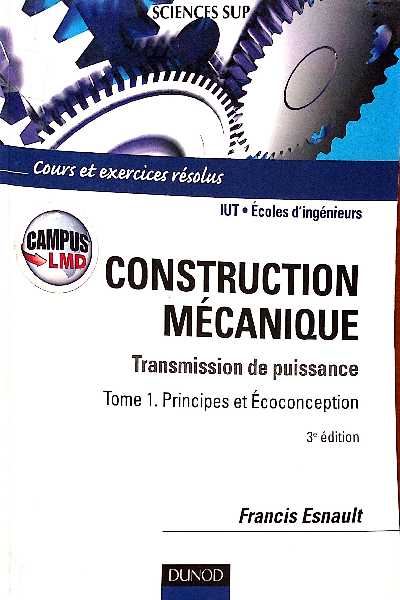 SCIENCES SUP
Cours et exercices résolus
IUT • Écoles d'ingénieurs
CAMPUS
LMD
CONSTRUCTION
MÉCANIQUE
Transmission de puissance
Tome 1. Principes et Écoconception
3e édition
Francis Esnault
DUNOD